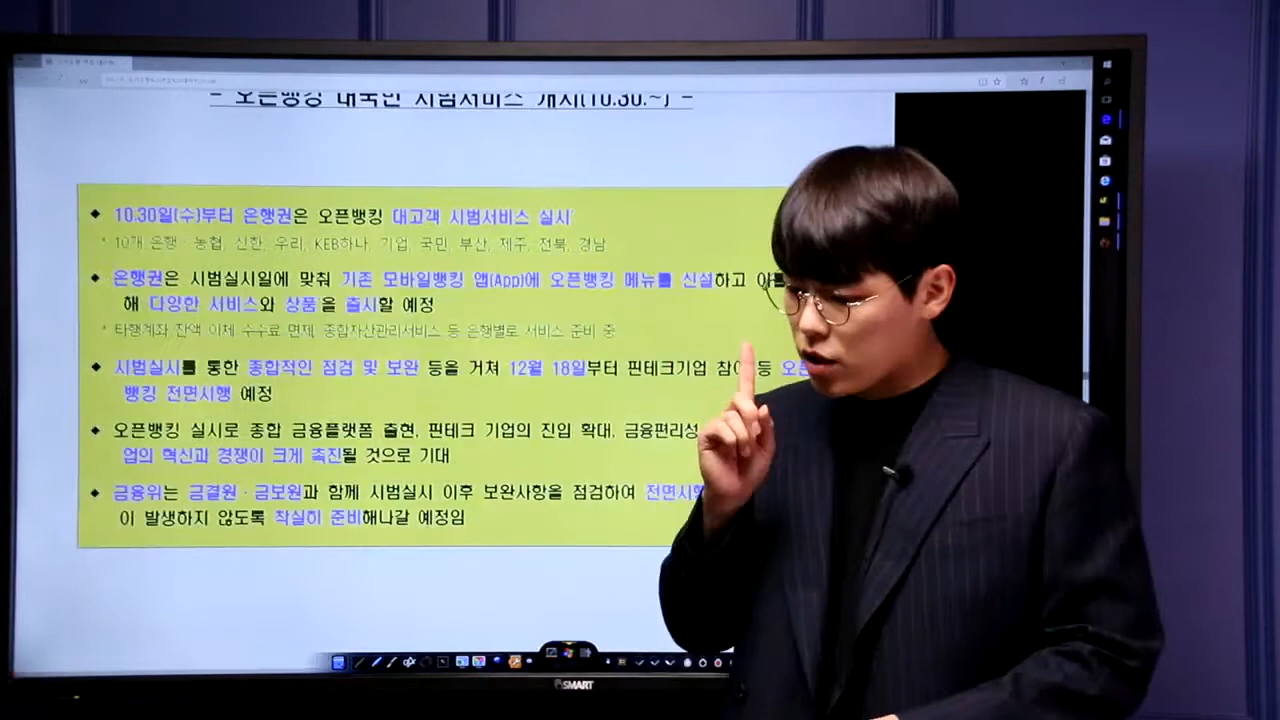 - 오픈뱅킹 대국민 시범서비스 개시(10.30.~) -
◆ 10.30일(수)부터 은행권은 오픈뱅킹 대고객 시범서비스 실시
* 10개 은행 : 농협, 신한, 우리, KEB하나, 기업, 국민, 부산, 제주, 전북, 경남
◆ 은행권은 시범실시일에 맞춰 기존 모바일뱅킹 앱(App)에 오픈뱅킹 메뉴를 신설하고
해 다양한 서비스와 상품을 출시할 예정
* 타행계좌 잔액 이체 수수료 면제, 종합자산관리서비스 등 은행별로 서비스 준비 중
◆ 시범실시를 통한 종합적인 점검 및 보완 등을 거쳐 12월 18일부터 핀테크기업 등
뱅킹 전면시행 예정
◆ 오픈뱅킹 실시로 종합 금융플랫폼 출현, 핀테크 기업의 진입 확대, 금융편리성
업의 혁신과 경쟁이 크게 촉진될 것으로 기대
◆ 금융위는 금결원·금보원과 함께 시범실시 이후 보완사항을 점검하여 전면시행
이 발생하지 않도록 착실히 준비해나갈 예정임
SMART